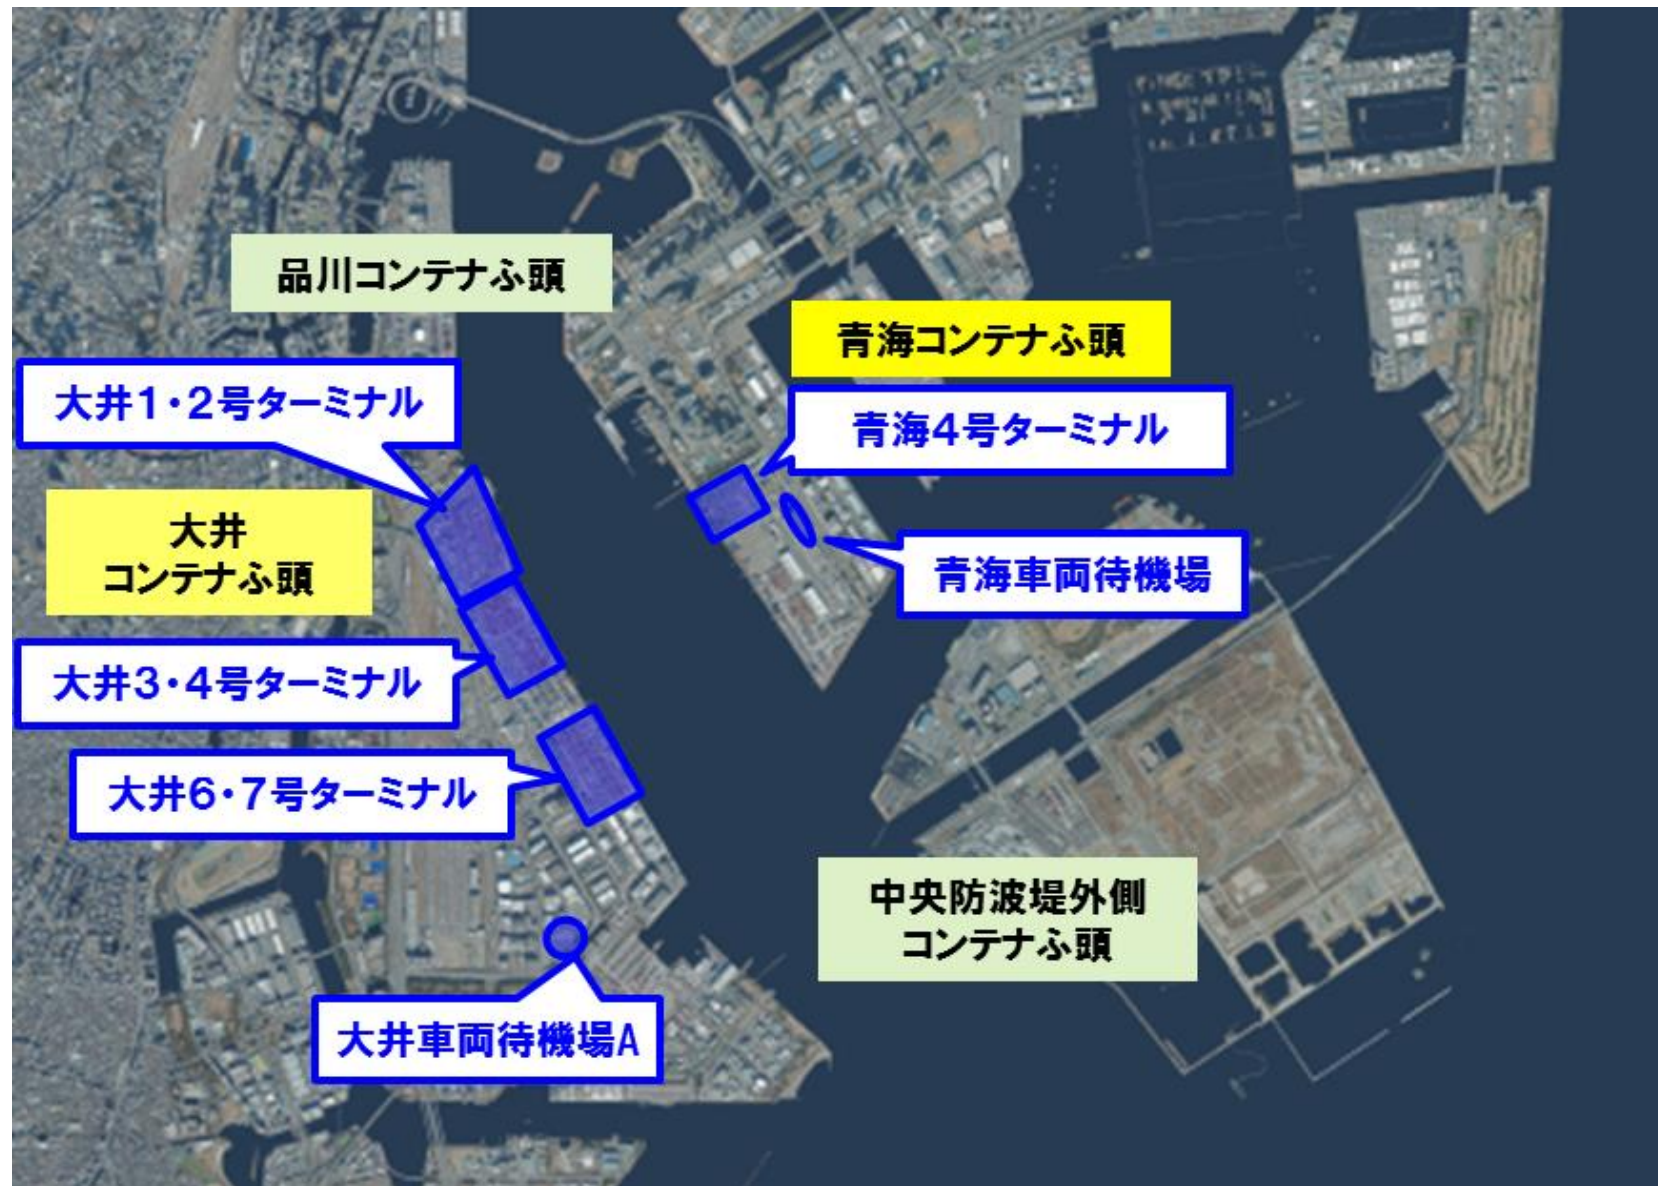 品川コンテナふ頭
青海コンテナふ頭
大井1・2号ターミナル
青海4号ターミナル
大井
コンテナふ頭
青海車両待機場
大井3・4号ターミナル
大井6・7号ターミナル
中央防波堤外側
コンテナふ頭
大井車両待機場A